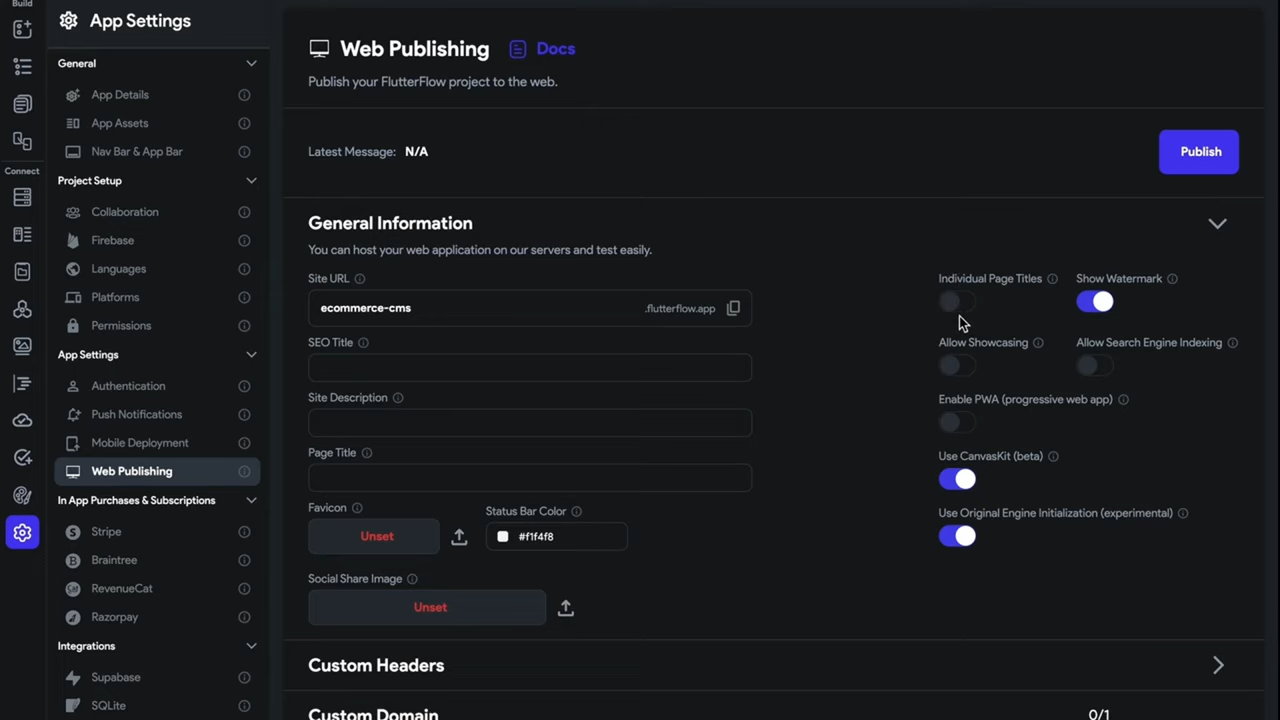 Build
App Settings
General
App Details
App Assets
Nav Bar & App Bar
Connect
Project Setup
Collaboration
Firebase
Languages
Platforms
Permissions
App Settings
Authentication
Push Notifications
Mobile Deployment
Web Publishing
In App Purchases & Subscriptions
Stripe
Braintree
RevenueCat
Razorpay
Integrations
Supabase
SQLite
Web Publishing Docs
Publish your FlutterFlow project to the web.
Latest Message: N/A
Publish
General Information
You can host your web application on our servers and test easily.
Site URL
ecommerce-cms .flutterflow.app
SEO Title
Site Description
Page Title
Favicon
Unset
Status Bar Color
#f1f4f8
Social Share Image
Unset
Individual Page Titles
Show Watermark
Allow Showcasing
Allow Search Engine Indexing
Enable PWA (progressive web app)
Use CanvasKit (beta)
Use Original Engine Initialization (experimental)
Custom Headers
Custom Domain 0/1